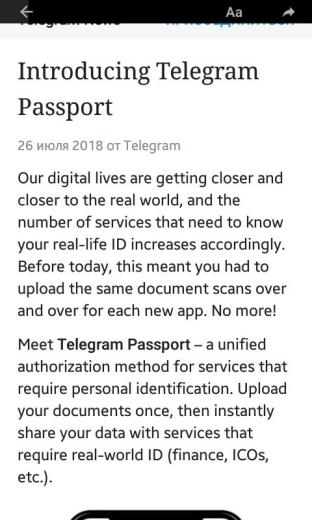 Aa
Introducing Telegram
Passport
26 июля 2018 от Telegram
Our digital lives are getting closer and
closer to the real world, and the
number of services that need to know
your real-life ID increases accordingly.
Before today, this meant you had to
upload the same document scans over
and over for each new app. No more!
Meet Telegram Passport – a unified
authorization method for services that
require personal identification. Upload
your documents once, then instantly
share your data with services that
require real-world ID (finance, ICOs,
etc.).